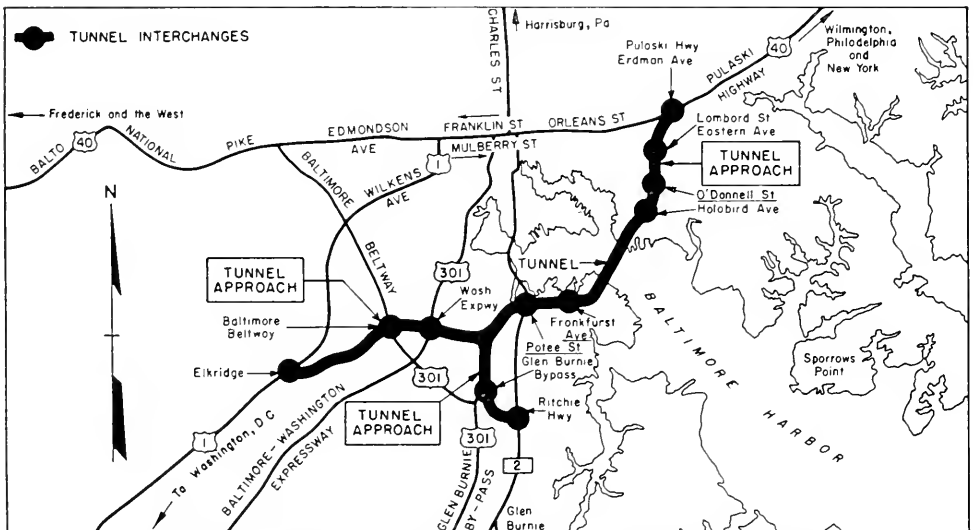 TUNNEL INTERCHANGES
CHARLES ST
Harrisburg, Pa
Pulaski Hwy
Erdman Ave
PULASKI
HIGHWAY
40
Wilmington,
Philadelphia
and
New York
Frederick and the West
BALTO
40
NATIONAL
PIKE
EDMONDSON
AVE
FRANKLIN ST
ORLEANS ST
MULBERRY ST
1
Lombard St
Eastern Ave
TUNNEL
APPROACH
O'Donnell St
Holabird Ave
N
BALTIMORE
BELTWAY
WILKENS
AVE
301
TUNNEL
TUNNEL
APPROACH
Wash
Expwy
Baltimore
Beltway
Frankfurst
Ave
Potee St
Glen Burnie
Bypass
BALTIMORE
HARBOR
Sparrows
Point
Elkridge
301
Ritchie
Hwy
TUNNEL
APPROACH
301
2
1
To Washington, D C
BALTIMORE-WASHINGTON
EXPRESSWAY
GLEN BURNIE
BY-PASS
Glen
Burnie